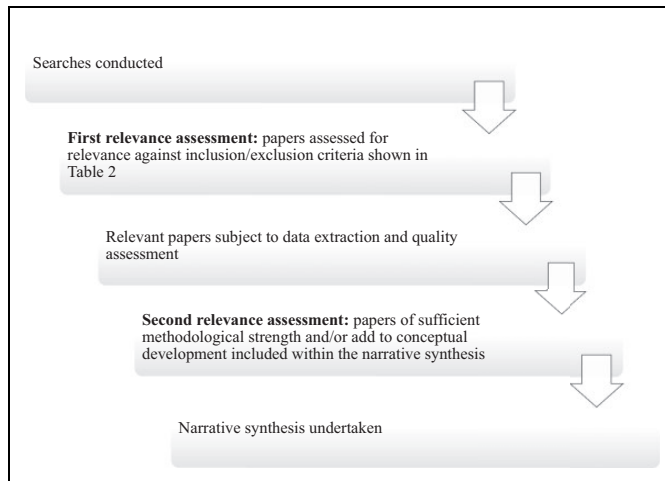 Searches conducted
First relevance assessment: papers assessed for
relevance against inclusion/exclusion criteria shown in
Table 2
Relevant papers subject to data extraction and quality
assessment
Second relevance assessment: papers of sufficient
methodological strength and/or add to conceptual
development included within the narrative synthesis
Narrative synthesis undertaken